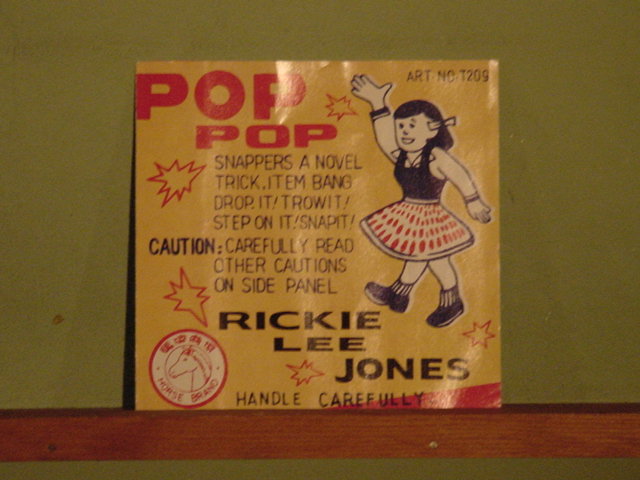 ART NO.T209
POP
POP
SNAPPERS A NOVEL
TRICK, ITEM BANG
DROP IT! TROWIT!
STEP ON IT! SNAPIT!
CAUTION: CAREFULLY READ
OTHER CAUTIONS
ON SIDE PANEL
RICKIE
LEE
JONES
HORSE BRAND
HANDLE CAREFULLY